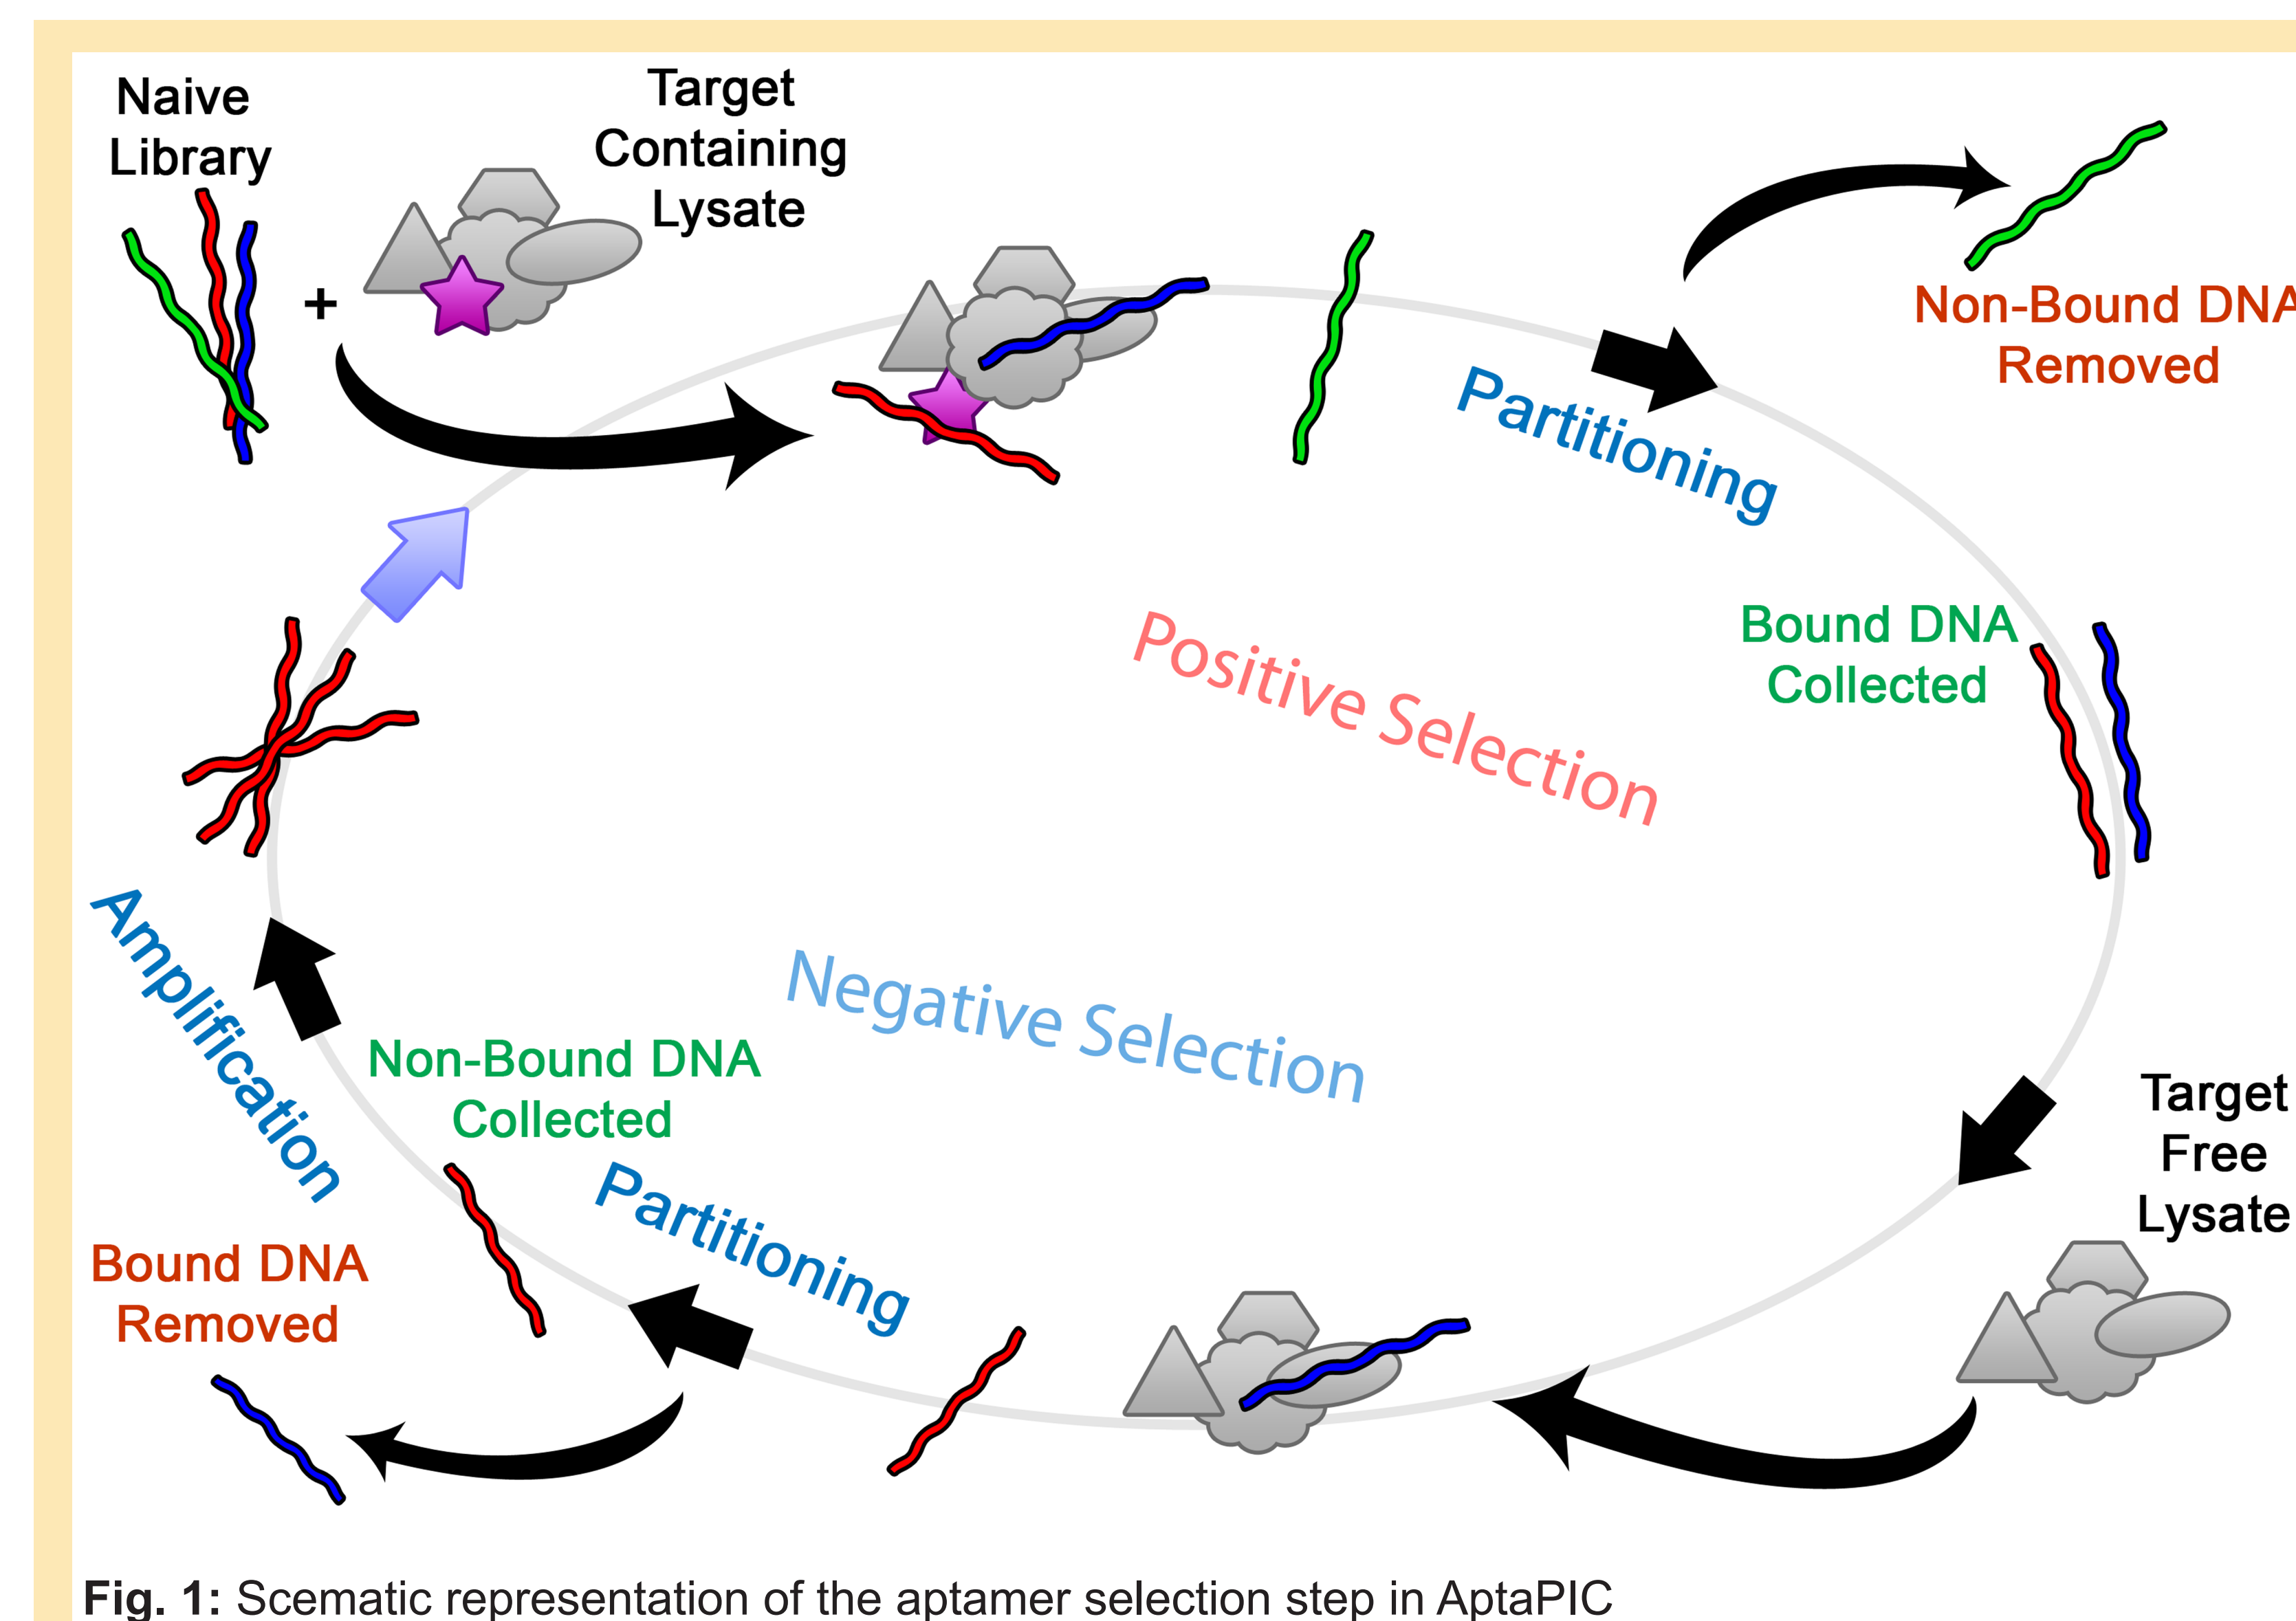 Naive
Library
+
Target
Containing
Lysate
Non-Bound DNA
Removed
Partitioning
Bound DNA
Collected
Positive Selection
Negative Selection
Target
Free
Lysate
Partitioning
Non-Bound DNA
Collected
Amplification
Bound DNA
Removed
Fig. 1: Scematic representation of the aptamer selection step in AptaPIC